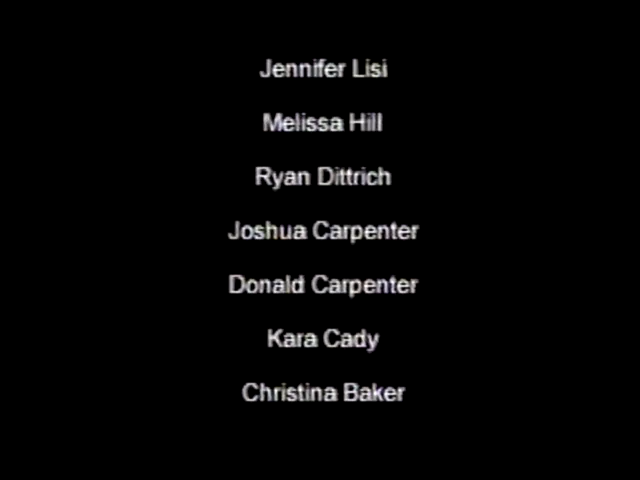 Jennifer Lisi
Melissa Hill
Ryan Dittrich
Joshua Carpenter
Donald Carpenter
Kara Cady
Christina Baker